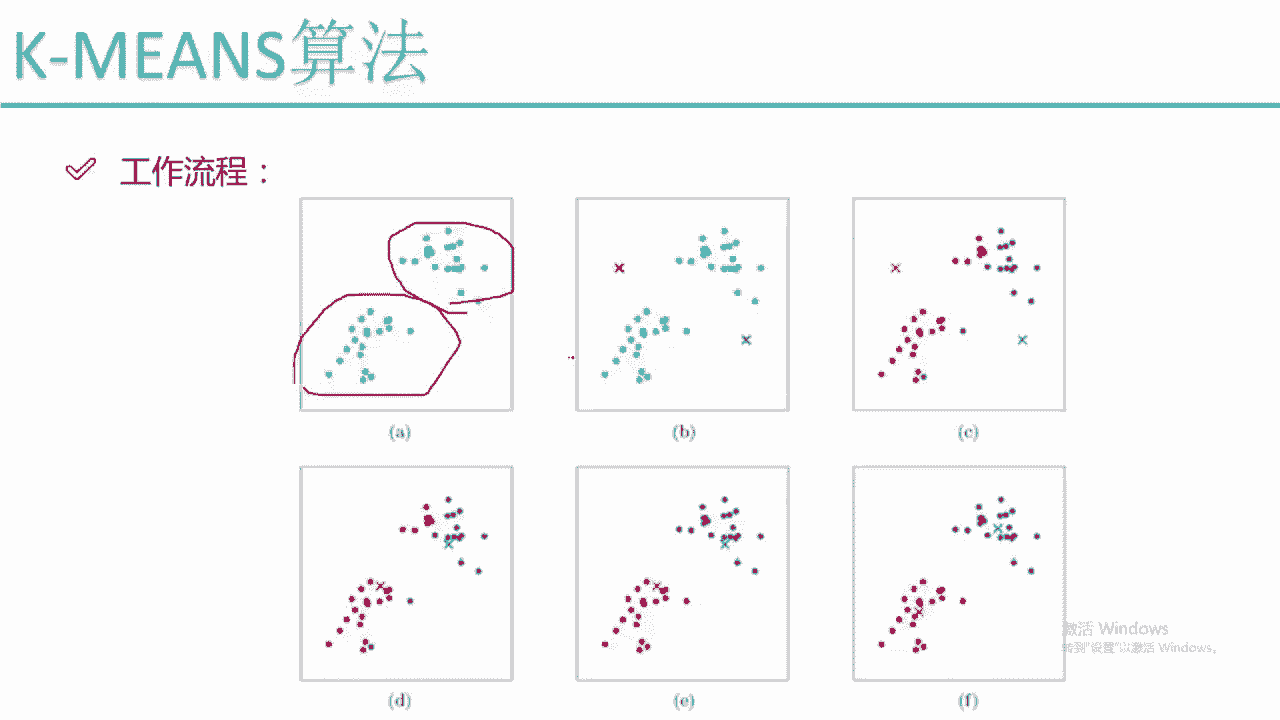 K-MEANS算法
工作流程：
(a)
(b)
(c)
(d)
(e)
(f)
激活 Windows
转到"设置"以激活 Windows。